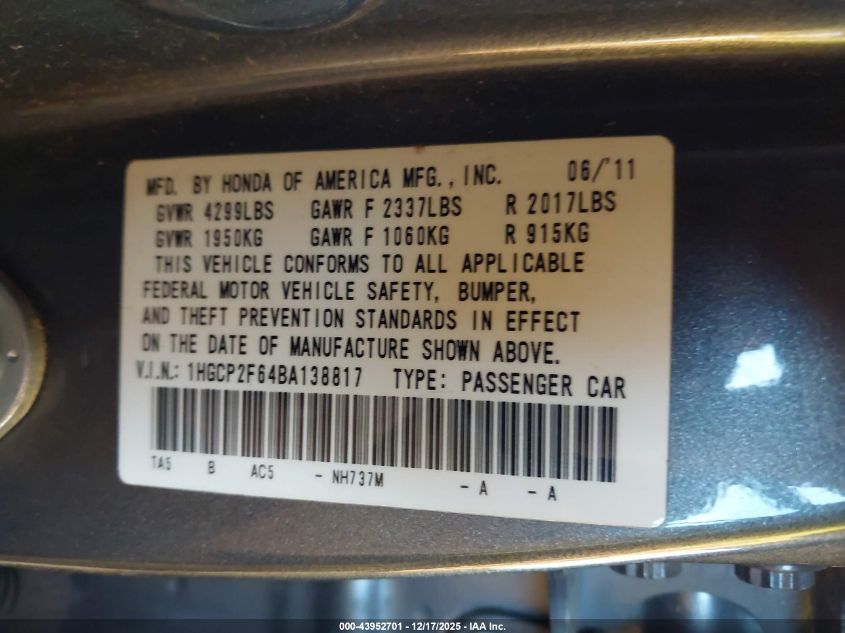 MFD. BY HONDA OF AMERICA MFG., INC. 06/'11
GVWR 4299LBS GAWR F 2337LBS R 2017LBS
GVWR 1950KG GAWR F 1060KG R 915KG
THIS VEHICLE CONFORMS TO ALL APPLICABLE
FEDERAL MOTOR VEHICLE SAFETY, BUMPER,
AND THEFT PREVENTION STANDARDS IN EFFECT
ON THE DATE OF MANUFACTURE SHOWN ABOVE.
V.I.N.: 1HGCP2F64BA138817 TYPE: PASSENGER CAR
TA5 B AC5 - NH737M - A - A
000-43952701 - 12/17/2025 - IAA Inc.